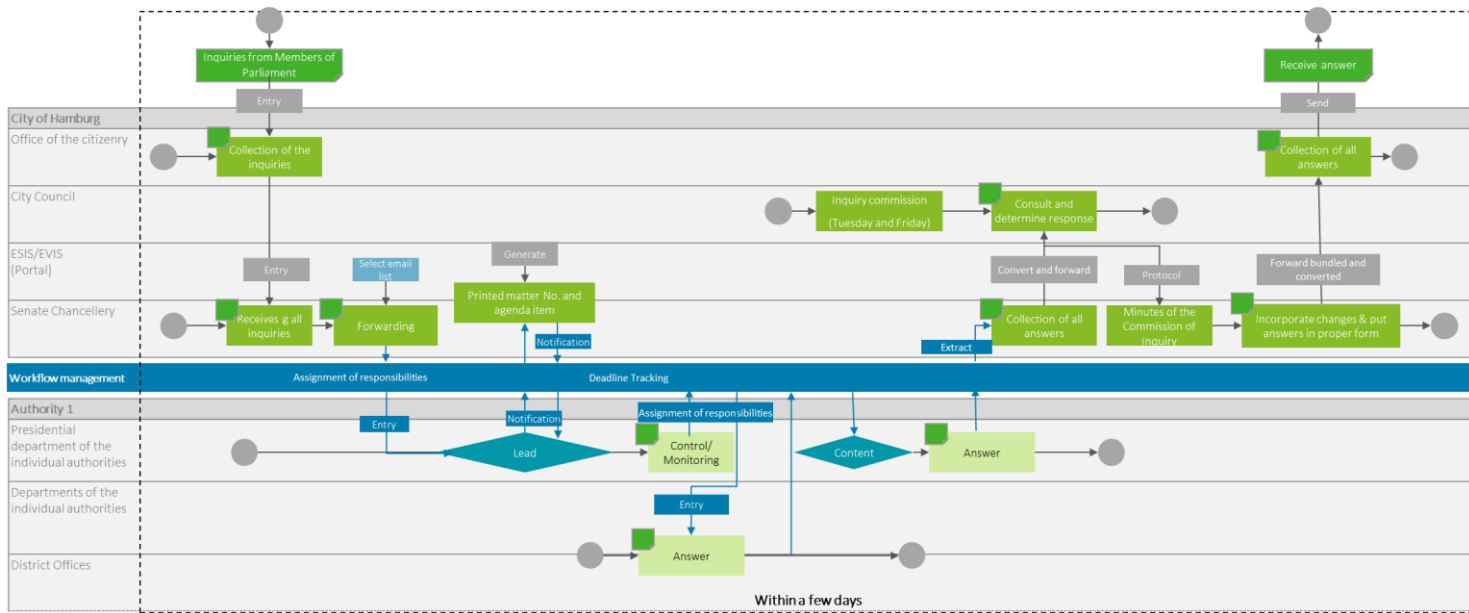 Inquiries from Members of
Parliament
Receive answer
Entry
Send
City of Hamburg
Office of the citizenry
Collection of the
inquiries
Collection of all
answers
City Council
Inquiry commission
(Tuesday and Friday)
Consult and
determine response
ESIS/EVIS
(Portal)
Entry
Select email
list
Generate
Convert and forward
Protocol
Forward bundled and
converted
Senate Chancellery
Receives g all
inquiries
Forwarding
Printed matter No. and
agenda item
Notification
Collection of all
answers
Minutes of the
Commission of
Inquiry
Incorporate changes & put
answers in proper form
Extract
Workflow management
Assignment of responsibilities
Deadline Tracking
Authority 1
Presidential
department of the
individual authorities
Entry
Notification
Assignment of responsibilities
Lead
Control/
Monitoring
Content
Answer
Departments of the
individual authorities
Entry
Answer
District Offices
Within a few days